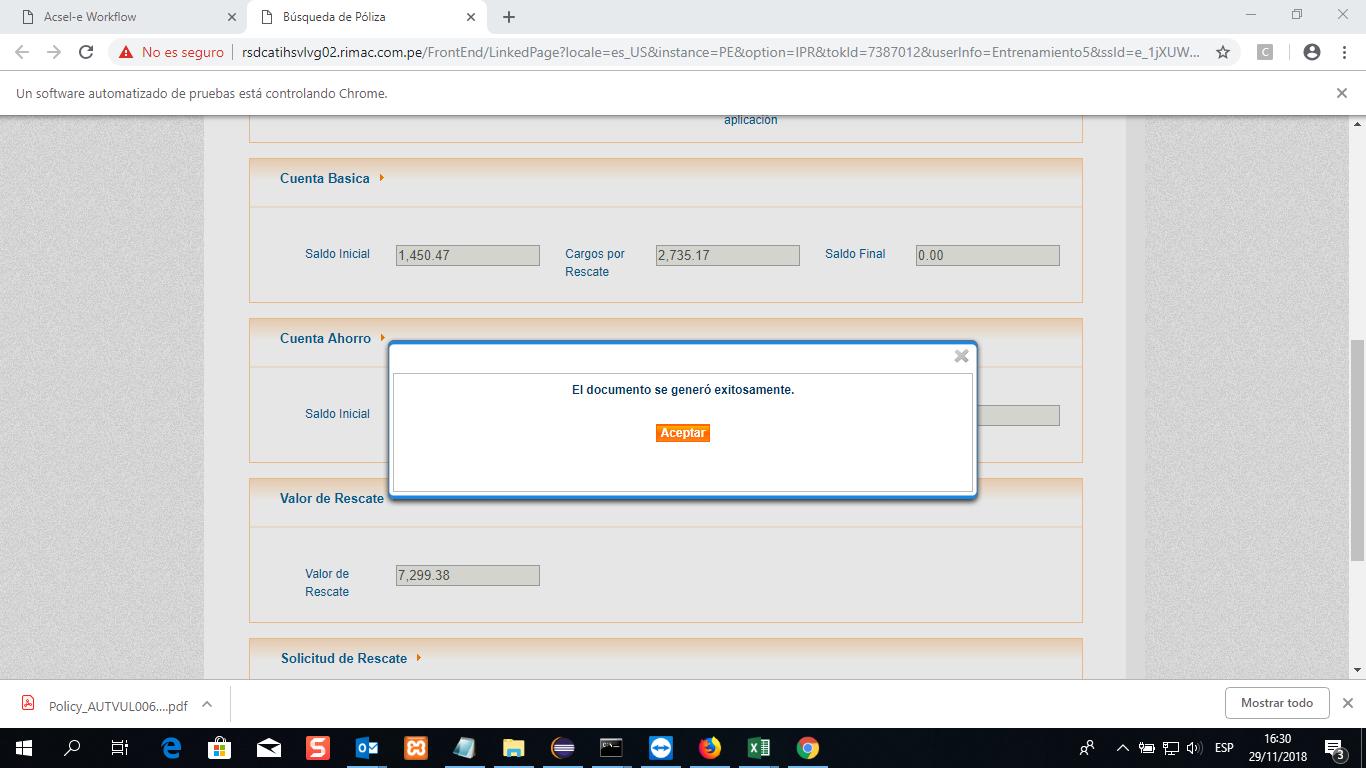 Acsel-e Workflow
Búsqueda de Póliza
No es seguro
rsdcatihsvlvg02.rimac.com.pe/FrontEnd/LinkedPage?locale=es_US&instance=PE&option=IPR&tokId=7387012&userInfo=Entrenamiento5&ssId=e_1jXUW...
C
Un software automatizado de pruebas está controlando Chrome.
aplicación
Cuenta Basica
Saldo Inicial
1,450.47
Cargos por
Rescate
2,735.17
Saldo Final
0.00
Cuenta Ahorro
Saldo Inicial
El documento se generó exitosamente.
Aceptar
Valor de Rescate
Valor de
Rescate
7,299.38
Solicitud de Rescate
Policy_AUTVUL006....pdf
Mostrar todo
ESP
16:30
29/11/2018
3